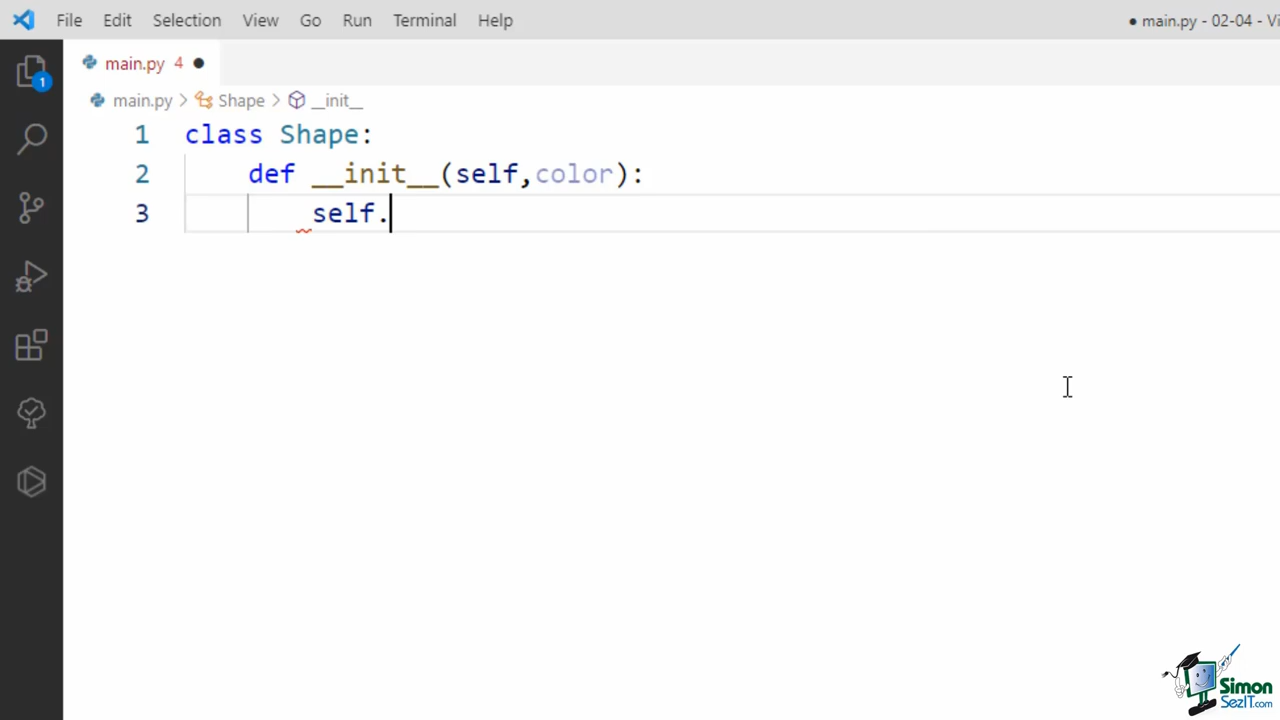 File Edit Selection View Go Run Terminal Help ● main.py - 02-04 - Vi
1
main.py 4 ●
main.py > Shape > __init__
1 class Shape:
2 def __init__(self,color):
3 self.
Simon
SezIT.com